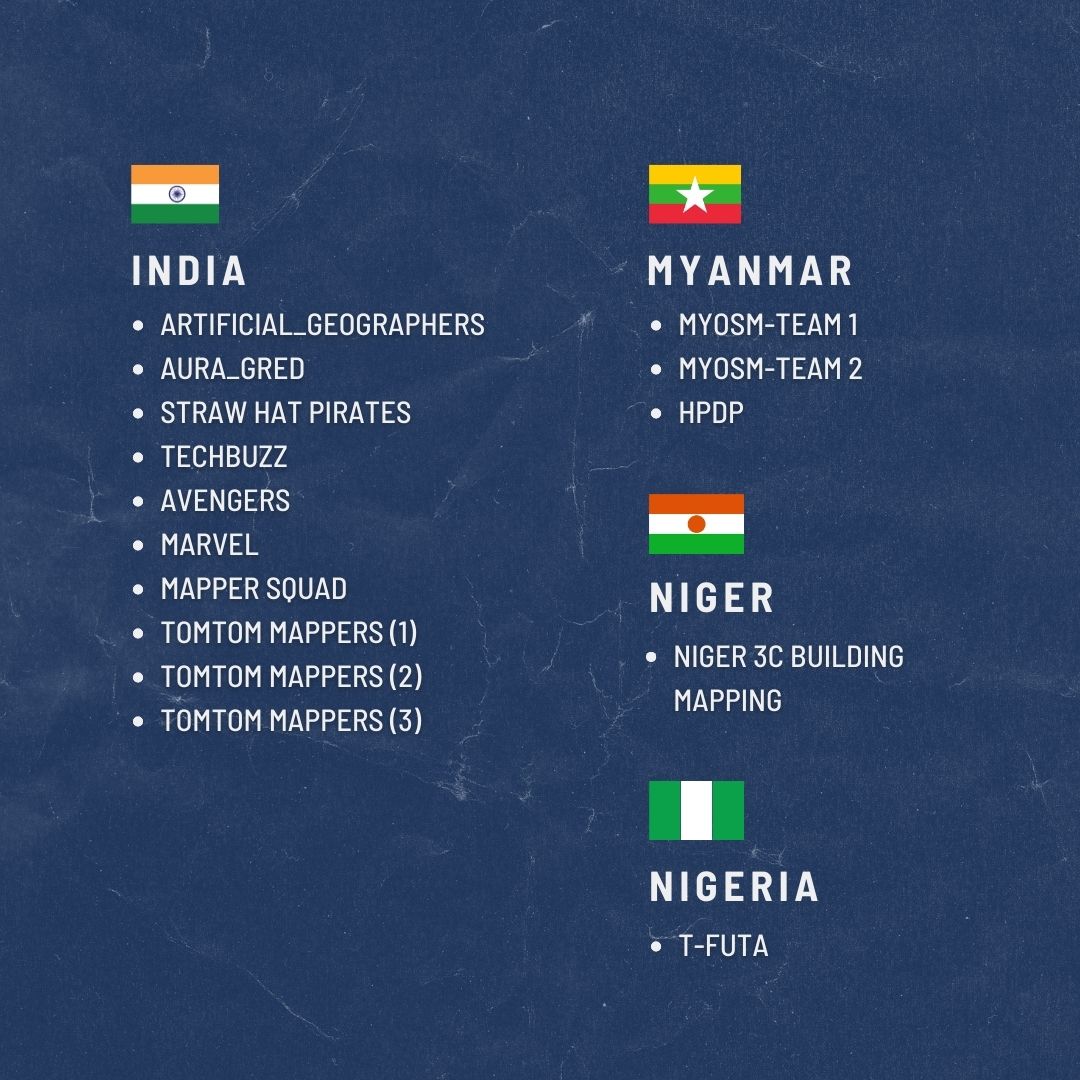 INDIA
• ARTIFICIAL_GEOGRAPHERS
• AURA_GRED
• STRAW HAT PIRATES
• TECHBUZZ
• AVENGERS
• MARVEL
• MAPPER SQUAD
• TOMTOM MAPPERS (1)
• TOMTOM MAPPERS (2)
• TOMTOM MAPPERS (3)
MYANMAR
• MYOSM-TEAM 1
• MYOSM-TEAM 2
• HPDP
NIGER
• NIGER 3C BUILDING
MAPPING
NIGERIA
• T-FUTA